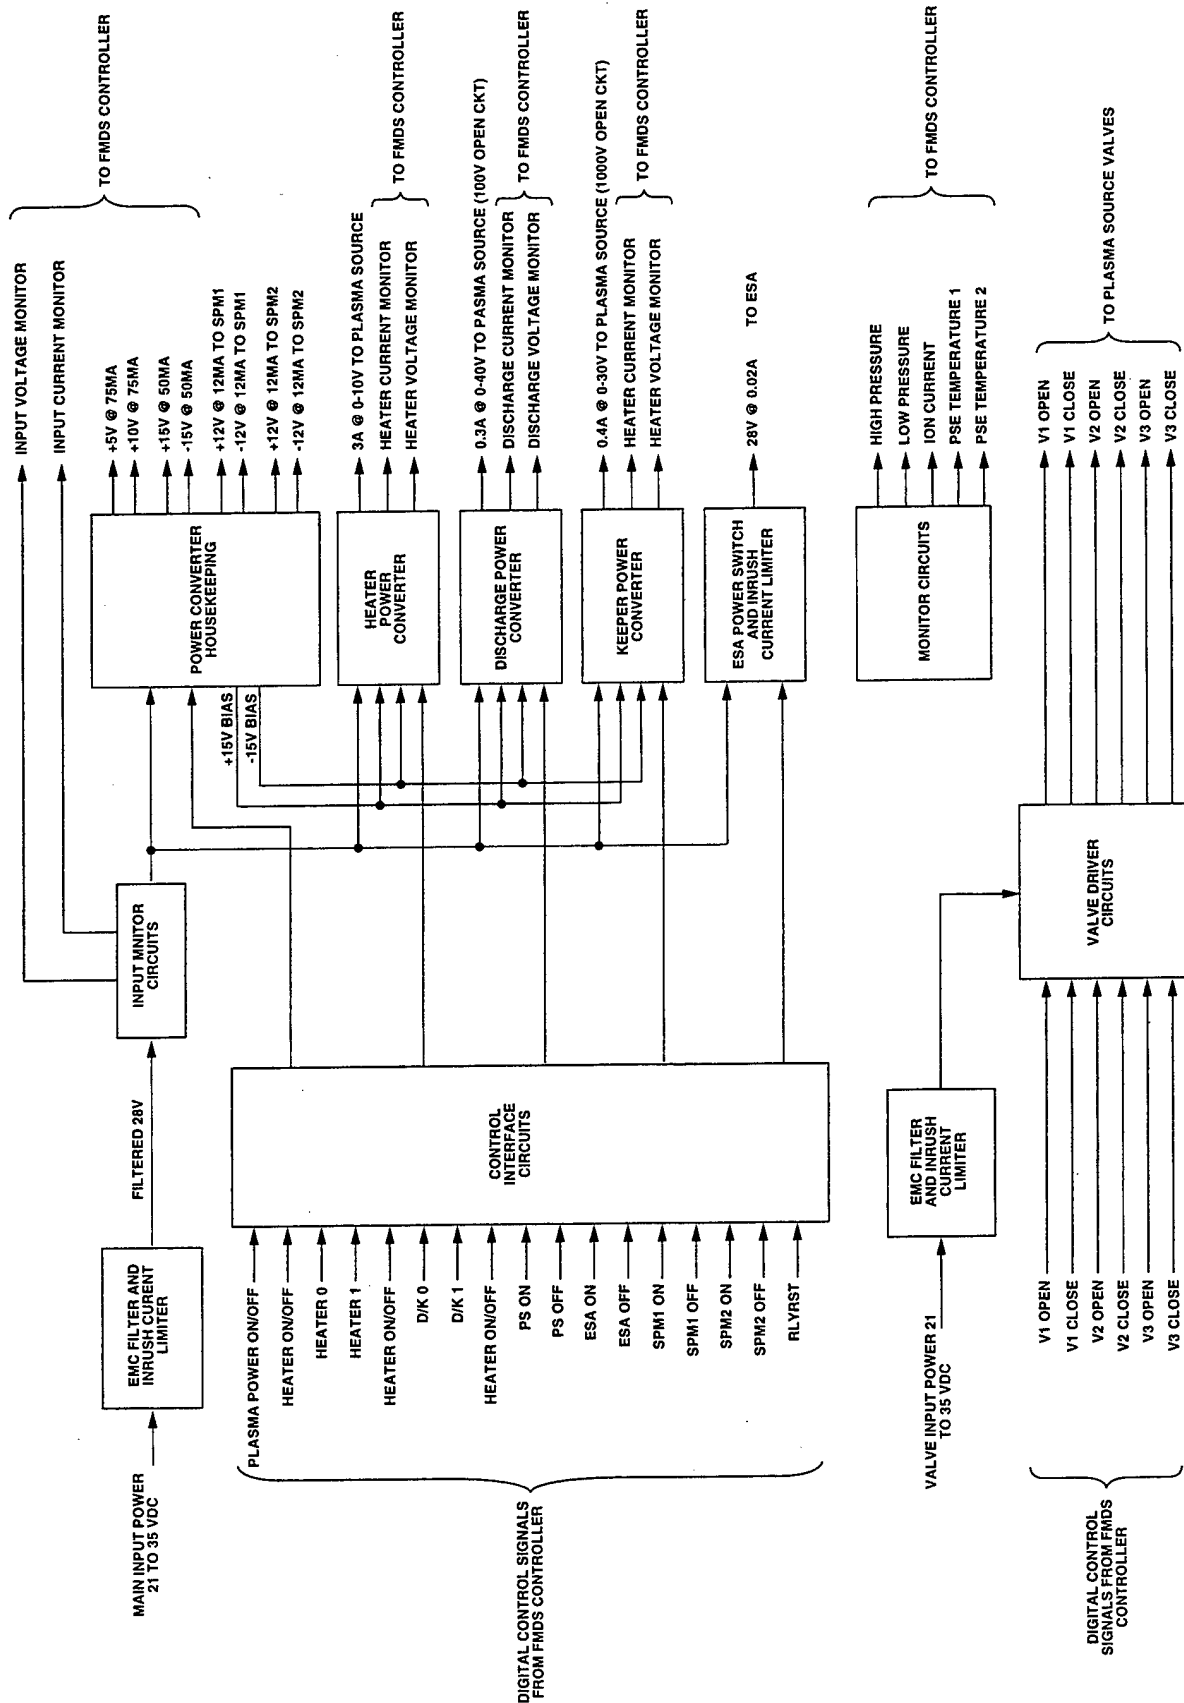 MAIN INPUT POWER
21 TO 35 VDC
EMC FILTER AND
INRUSH CURENT
LIMITER
FILTERED 28V
INPUT MNITOR
CIRCUITS
INPUT VOLTAGE MONITOR
INPUT CURRENT MONITOR
POWER CONVERTER
HOUSEKEEPING
+15V BIAS
-15V BIAS
+5V @ 75MA
+10V @ 75MA
+15V @ 50MA
-15V @ 50MA
+12V @ 12MA TO SPM1
-12V @ 12MA TO SPM1
+12V @ 12MA TO SPM2
-12V @ 12MA TO SPM2
TO FMDS CONTROLLER
DIGITAL CONTROL SIGNALS
FROM FMDS CONTROLLER
PLASMA POWER ON/OFF
HEATER ON/OFF
HEATER 0
HEATER 1
HEATER ON/OFF
D/K 0
D/K 1
HEATER ON/OFF
PS ON
PS OFF
ESA ON
ESA OFF
SPM1 ON
SPM1 OFF
SPM2 ON
SPM2 OFF
RLYRST
CONTROL
INTERFACE
CIRCUITS
HEATER
POWER
CONVERTER
3A @ 0-10V TO PLASMA SOURCE
HEATER CURRENT MONITOR
HEATER VOLTAGE MONITOR
TO FMDS CONTROLLER
DISCHARGE POWER
CONVERTER
0.3A @ 0-40V TO PASMA SOURCE (100V OPEN CKT)
DISCHARGE CURRENT MONITOR
DISCHARGE VOLTAGE MONITOR
TO FMDS CONTROLLER
KEEPER POWER
CONVERTER
0.4A @ 0-30V TO PLASMA SOURCE (1000V OPEN CKT)
HEATER CURRENT MONITOR
HEATER VOLTAGE MONITOR
TO FMDS CONTROLLER
ESA POWER SWITCH
AND INRUSH
CURRENT LIMITER
28V @ 0.02A TO ESA
MONITOR CIRCUITS
HIGH PRESSURE
LOW PRESSURE
ION CURRENT
PSE TEMPERATURE 1
PSE TEMPERATURE 2
TO FMDS CONTROLLER
VALVE INPUT POWER 21
TO 35 VDC
EMC FILTER
AND INRUSH
CURRENT
LIMITER
DIGITAL CONTROL
SIGNALS FROM FMDS
CONTROLLER
V1 OPEN
V1 CLOSE
V2 OPEN
V2 CLOSE
V3 OPEN
V3 CLOSE
VALVE DRIVER
CIRCUITS
V1 OPEN
V1 CLOSE
V2 OPEN
V2 CLOSE
V3 OPEN
V3 CLOSE
TO PLASMA SOURCE VALVES